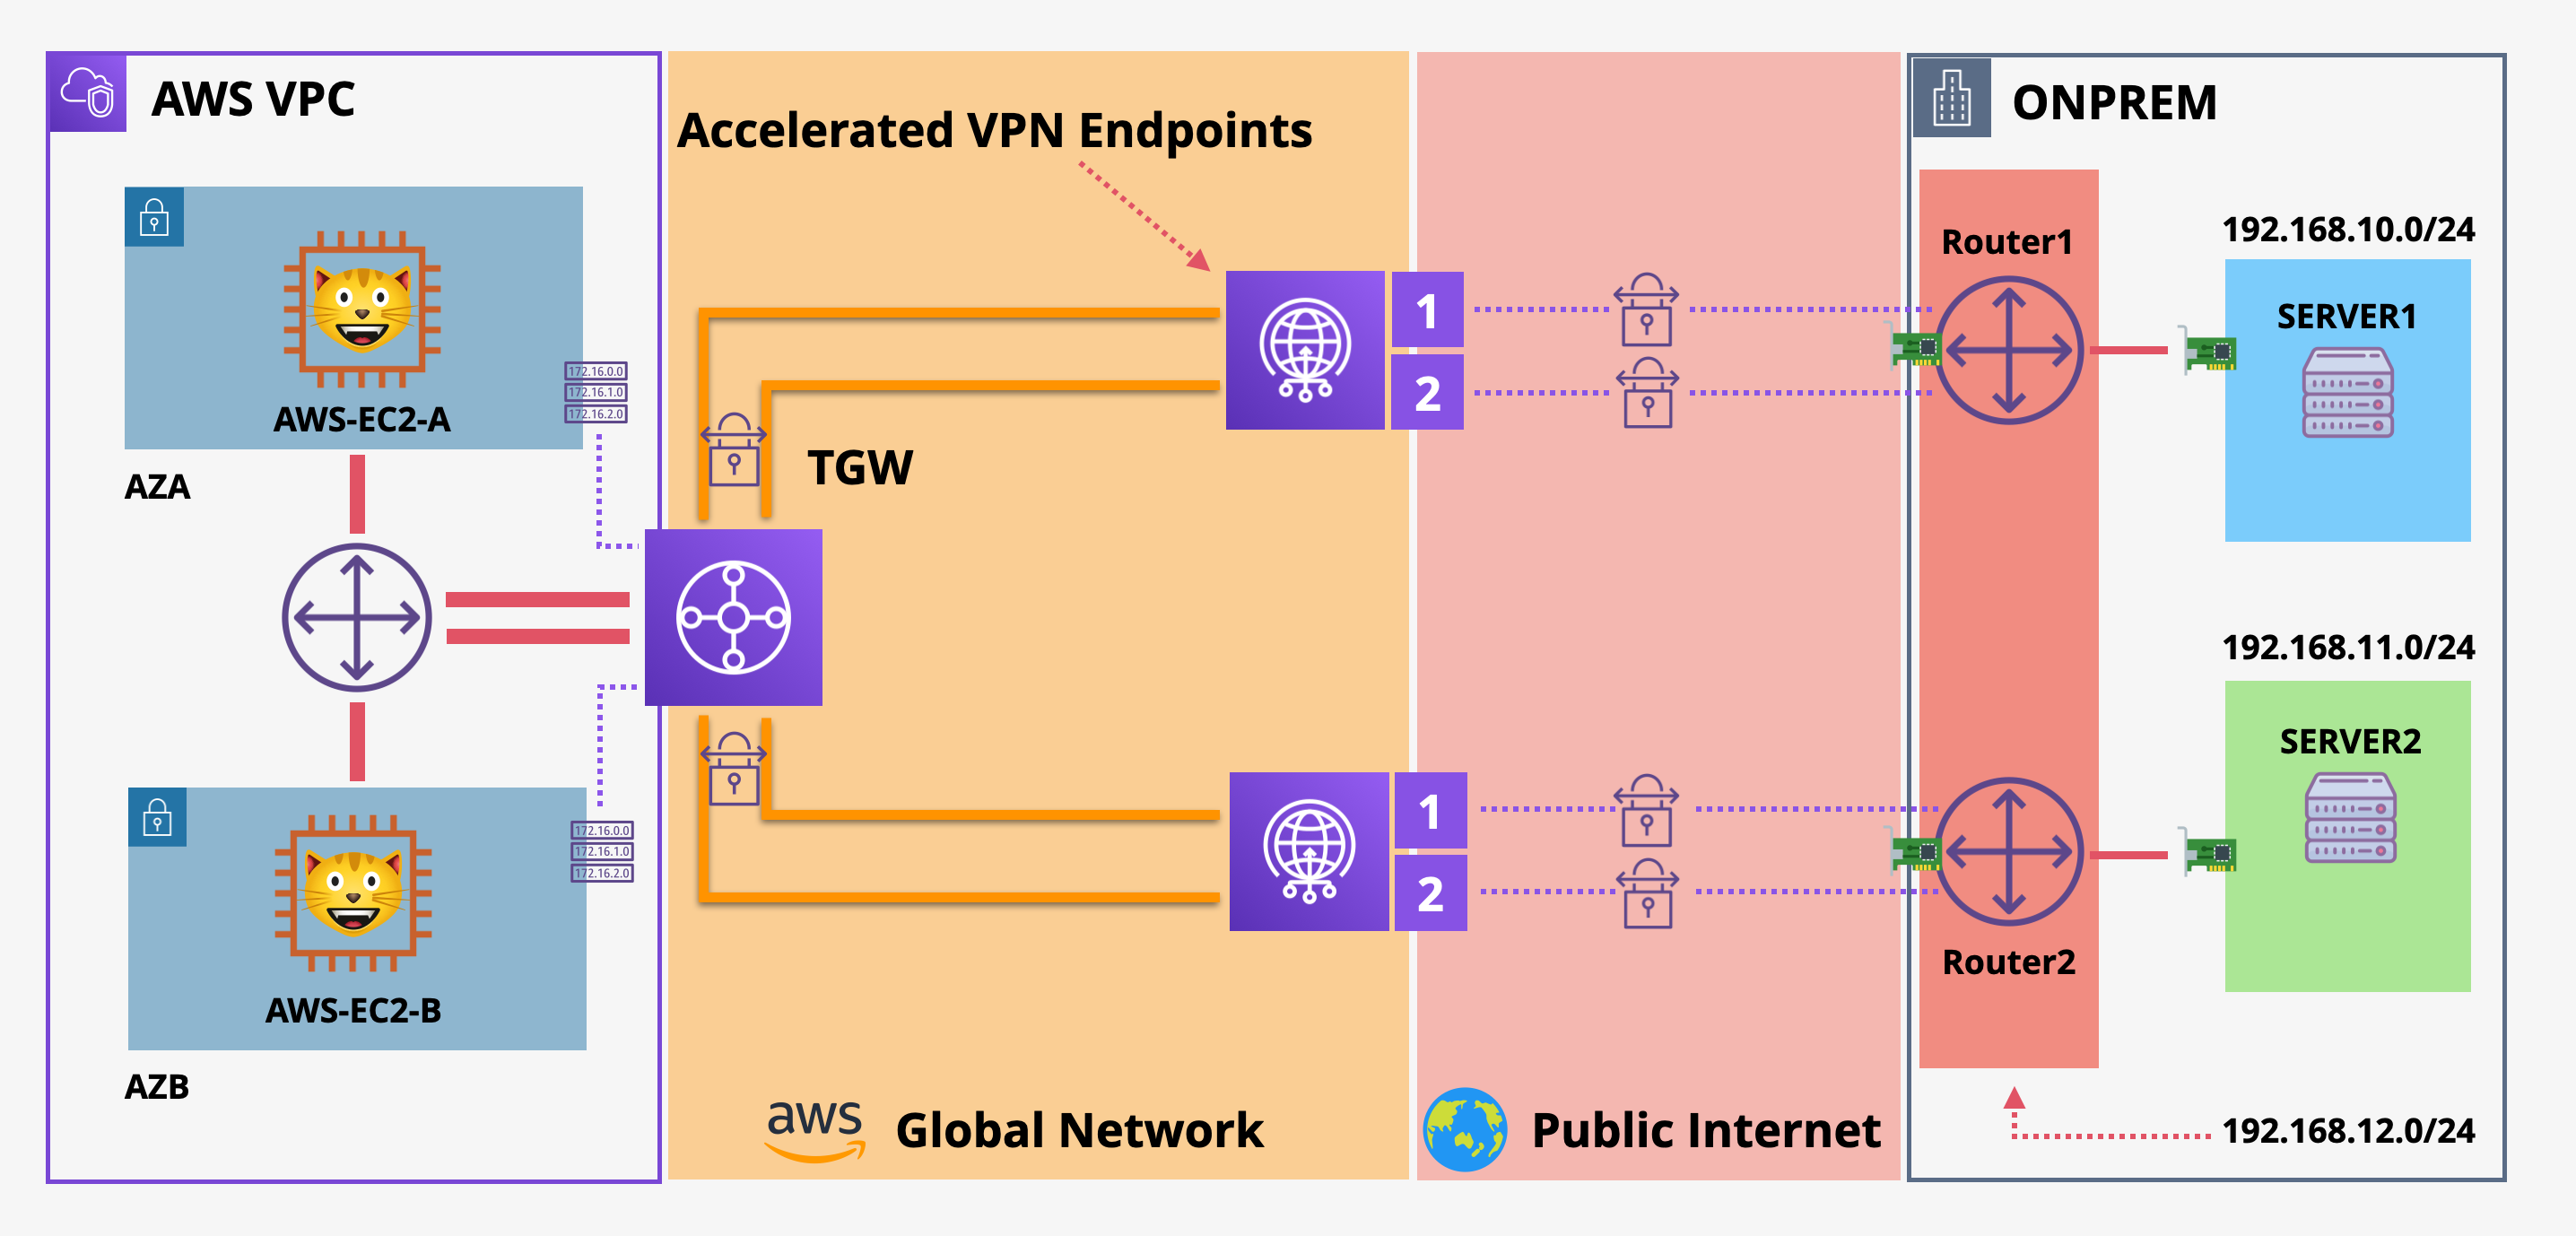 AWS VPC
AWS-EC2-A
172.16.0.0
172.16.1.0
172.16.2.0
AZA
172.16.0.0
172.16.1.0
172.16.2.0
AWS-EC2-B
AZB
Accelerated VPN Endpoints
1
2
TGW
1
2
aws
Global Network
Public Internet
ONPREM
Router1
192.168.10.0/24
SERVER1
192.168.11.0/24
SERVER2
Router2
192.168.12.0/24